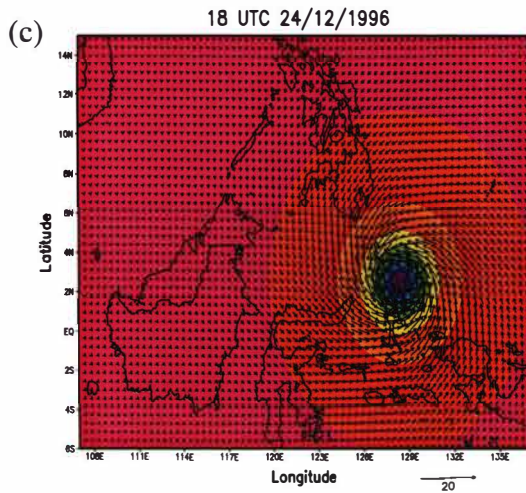 (c)
18 UTC 24/12/1996
14N
12N
10N
8N
6N
4N
2N
EQ
2S
4S
6S
Latitude
108E 111E 114E 117E 120E 123E 126E 129E 132E 135E
Longitude
20